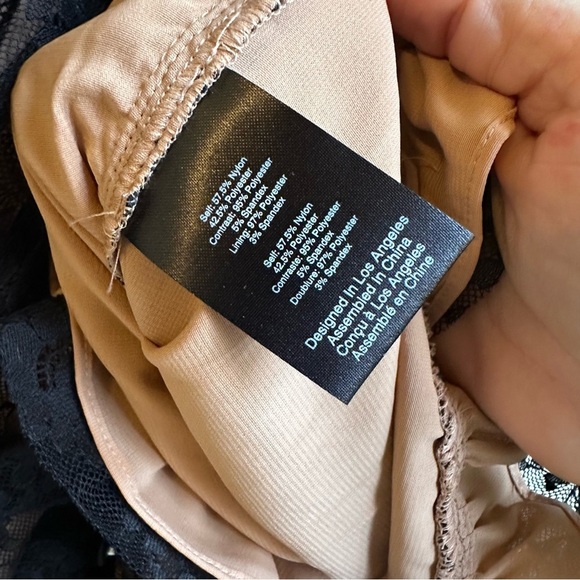 Self: 57.5% Nylon
42.5% Polyester
Contrast: 95% Polyester
5% Spandex
Lining: 97% Polyester
3% Spandex
Self: 57.5% Nylon
42.5% Polyester
Contraste: 95% Polyester
5% Spandex
Doublure: 97% Polyester
3% Spandex
Designed In Los Angeles
Assembled in China
Conçu à Los Angeles
Assemblé en Chine